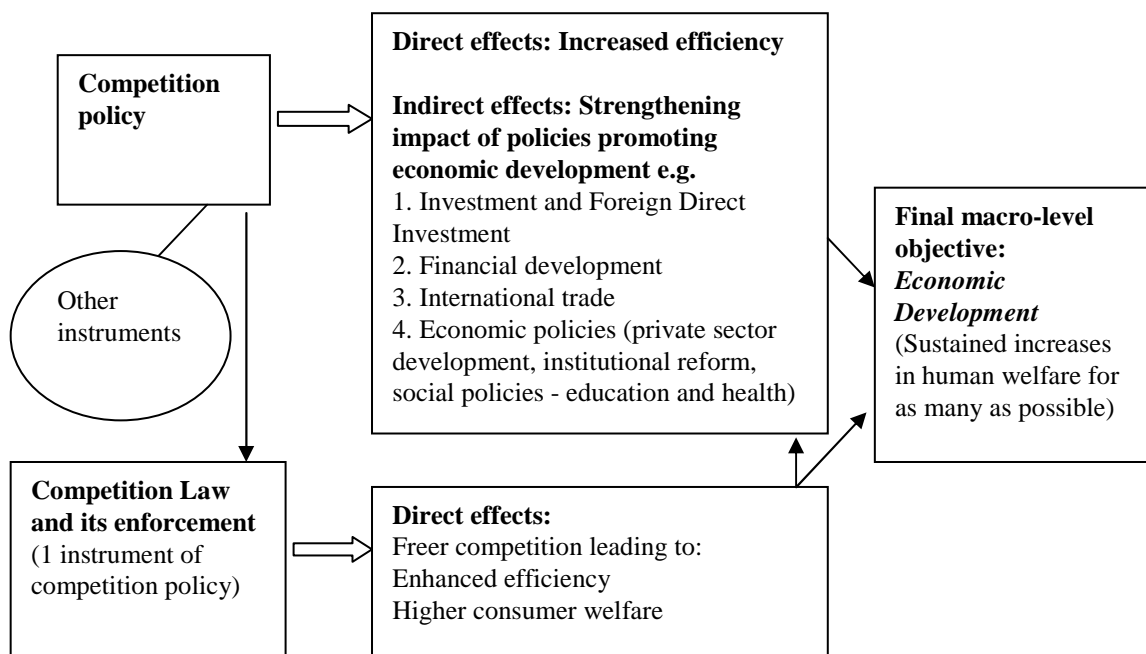 Competition
policy
Direct effects: Increased efficiency
Indirect effects: Strengthening
impact of policies promoting
economic development e.g.
1. Investment and Foreign Direct
Investment
2. Financial development
3. International trade
4. Economic policies (private sector
development, institutional reform,
social policies - education and health)
Final macro-level
objective:
Economic
Development
(Sustained increases
in human welfare for
as many as possible)
Other
instruments
Competition Law
and its enforcement
(1 instrument of
competition policy)
Direct effects:
Freer competition leading to:
Enhanced efficiency
Higher consumer welfare